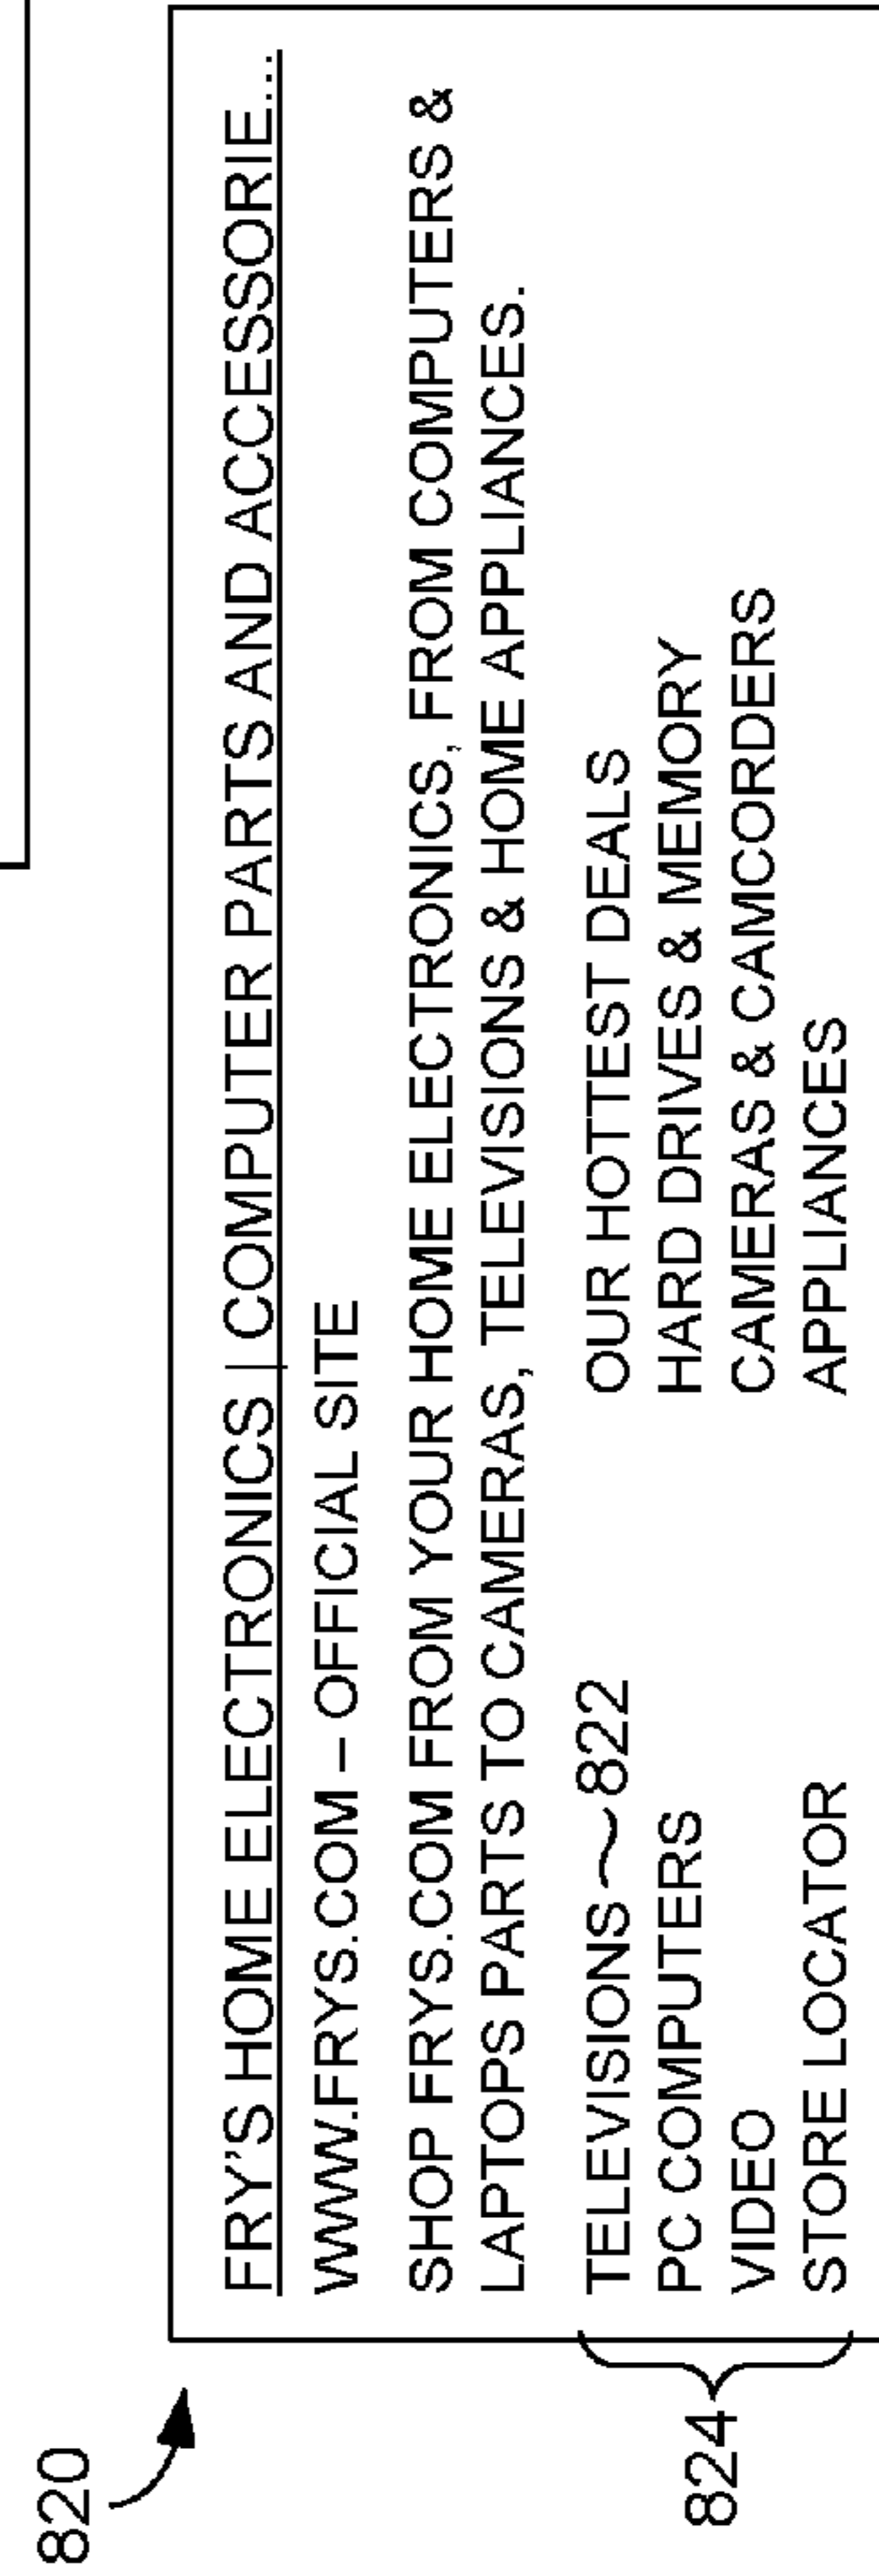 820
FRY'S HOME ELECTRONICS | COMPUTER PARTS AND ACCESSORIE...
WWW.FRYS.COM – OFFICIAL SITE
SHOP FRYS.COM FROM YOUR HOME ELECTRONICS, FROM COMPUTERS &
LAPTOPS PARTS TO CAMERAS, TELEVISIONS & HOME APPLIANCES.
824
TELEVISIONS ~822 OUR HOTTEST DEALS
PC COMPUTERS HARD DRIVES & MEMORY
VIDEO CAMERAS & CAMCORDERS
STORE LOCATOR APPLIANCES